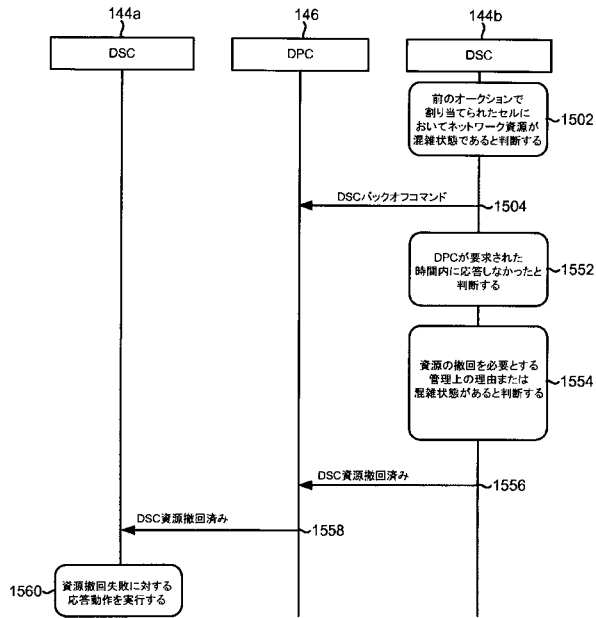 144a
146
144b
DSC
DPC
DSC
前のオークションで
割り当てられたセルに
おいてネットワーク資源が
混雑状態であると判断する
1502
DSCバックオフコマンド
1504
DPCが要求された
時間内に応答しなかったと
判断する
1552
資源の撤回を必要とする
管理上の理由または
混雑状態があると判断する
1554
DSC資源撤回済み
1556
DSC資源撤回済み
1558
1560
資源撤回失敗に対する
応答動作を実行する